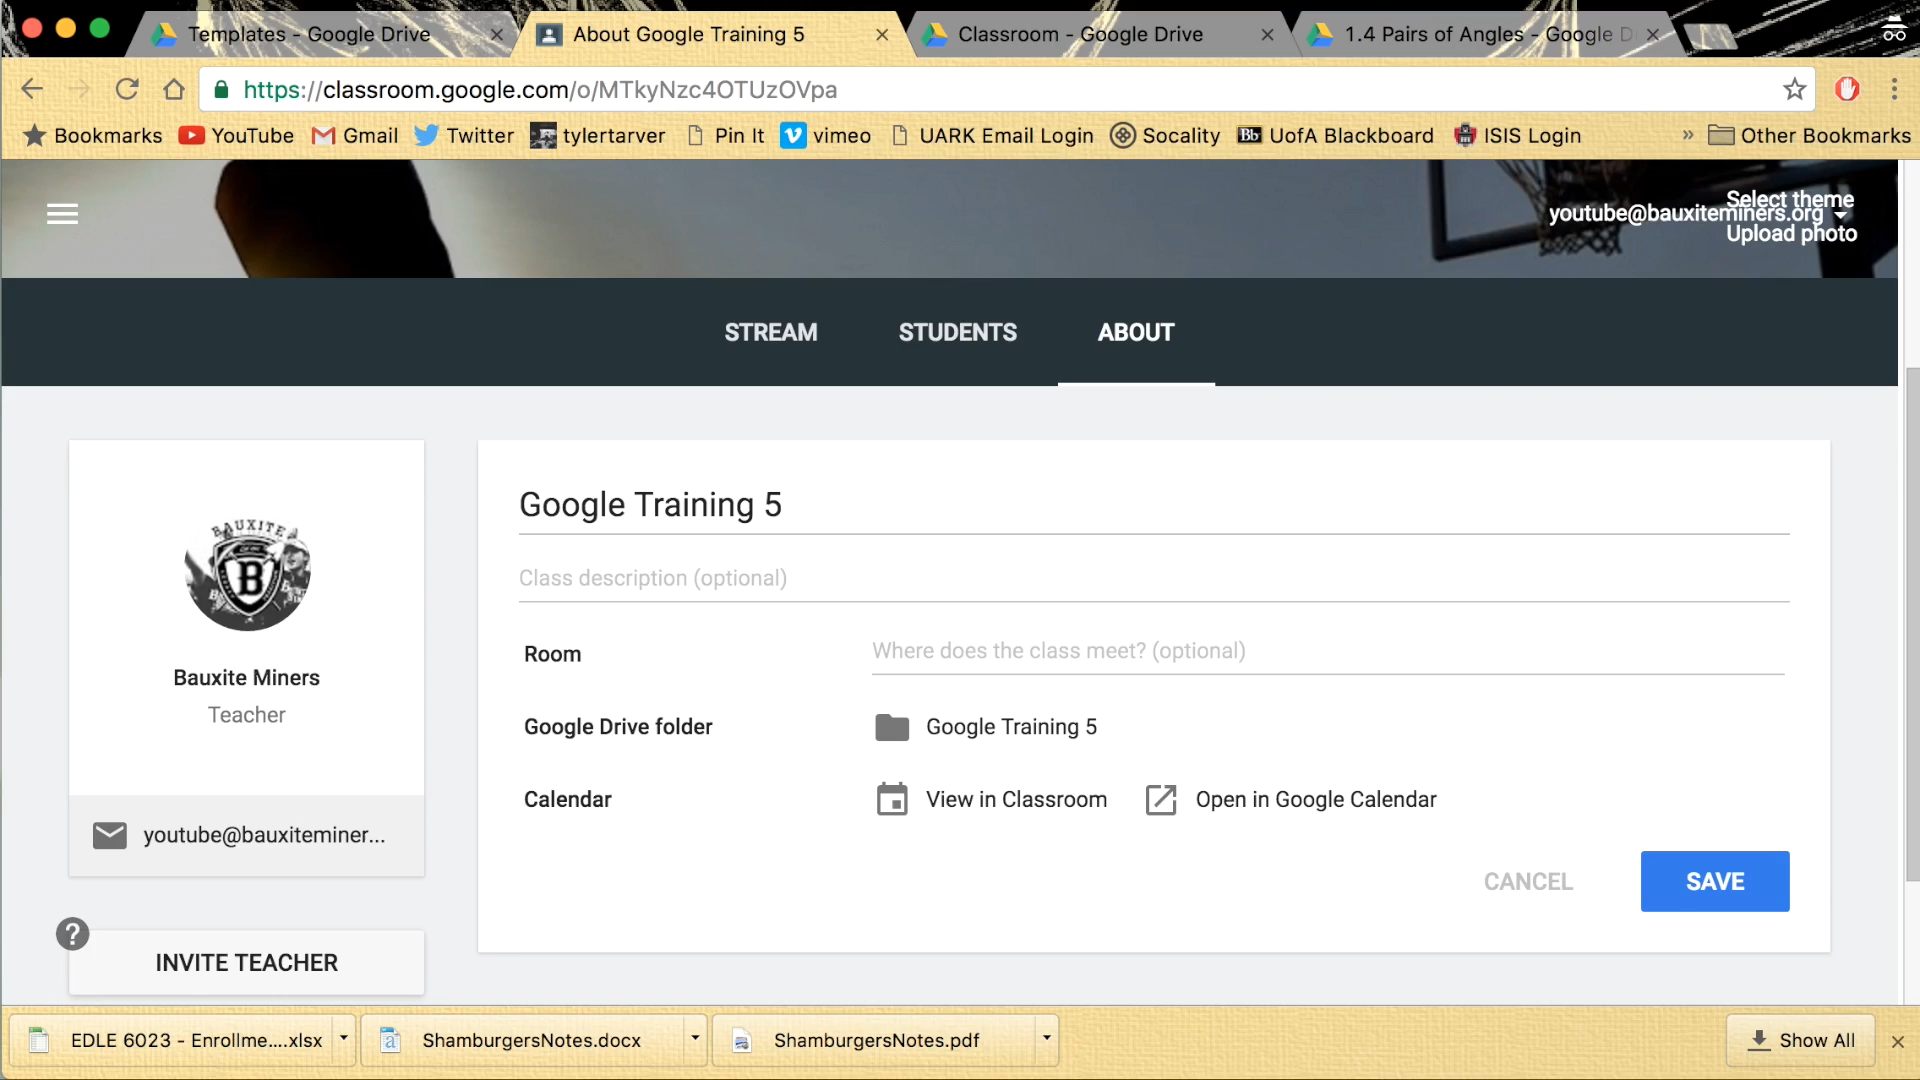 Templates - Google Drive
About Google Training 5
Classroom - Google Drive
1.4 Pairs of Angles - Google D
https://classroom.google.com/o/MTkyNzc4OTUzOVpa
Bookmarks
YouTube
Gmail
Twitter
tylertarver
Pin It
vimeo
UARK Email Login
Socality
Bb UofA Blackboard
ISIS Login
»
Other Bookmarks
Select theme
youtube@bauxiteminers.org
Upload photo
STREAM
STUDENTS
ABOUT
BAUXITE
B
Bauxite Miners
Teacher
youtube@bauxiteminer...
?
INVITE TEACHER
Google Training 5
Class description (optional)
Room
Where does the class meet? (optional)
Google Drive folder
Google Training 5
Calendar
View in Classroom
Open in Google Calendar
CANCEL
SAVE
EDLE 6023 - Enrollme....xlsx
ShamburgersNotes.docx
ShamburgersNotes.pdf
Show All